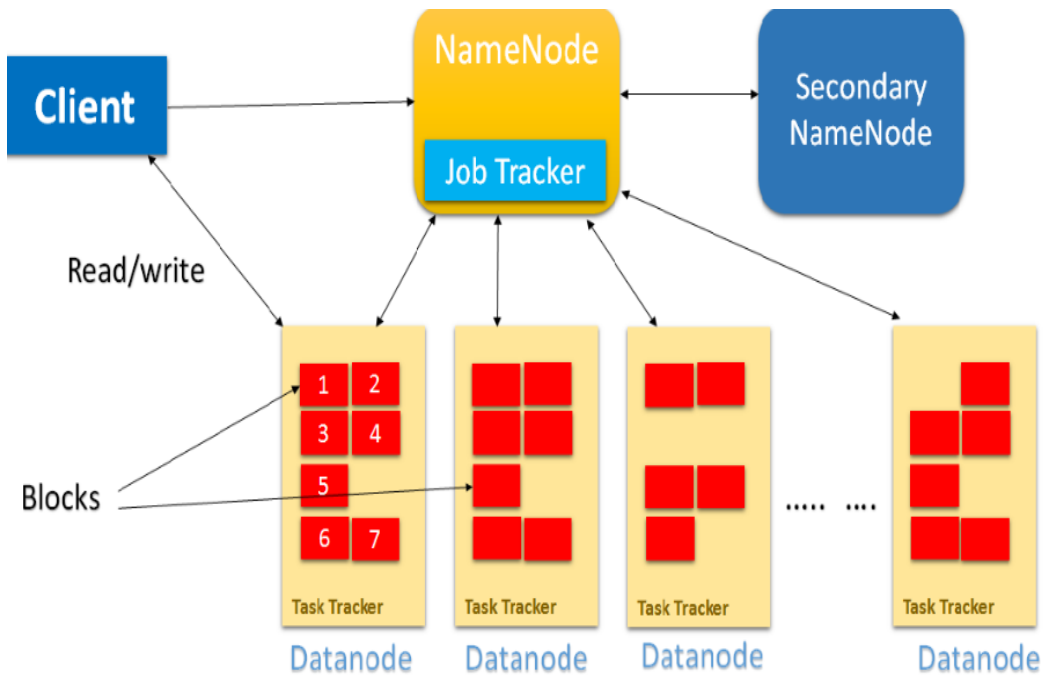 NameNode
Client
Job Tracker
Secondary
NameNode
Read/write
Blocks
1 2
3 4
5
6 7
..... ....
Task Tracker
Task Tracker
Task Tracker
Task Tracker
Datanode
Datanode
Datanode
Datanode